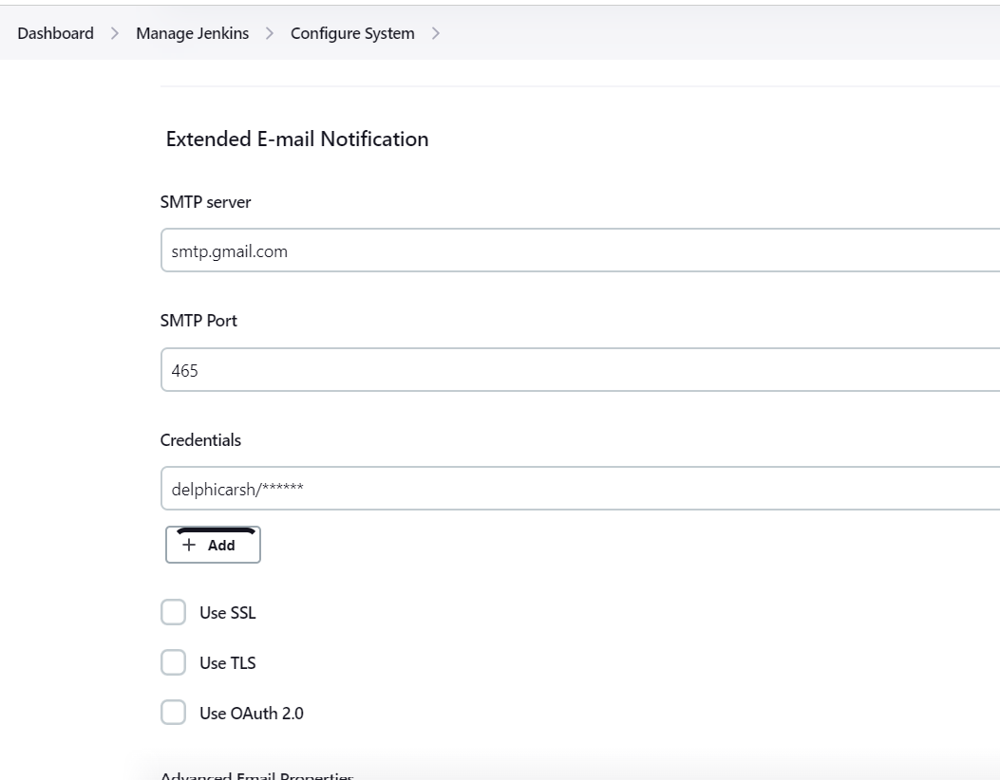 Dashboard > Manage Jenkins > Configure System >
Extended E-mail Notification
SMTP server
smtp.gmail.com
SMTP Port
465
Credentials
delphicarsh/******
+ Add
Use SSL
Use TLS
Use OAuth 2.0
Advanced Email Properties